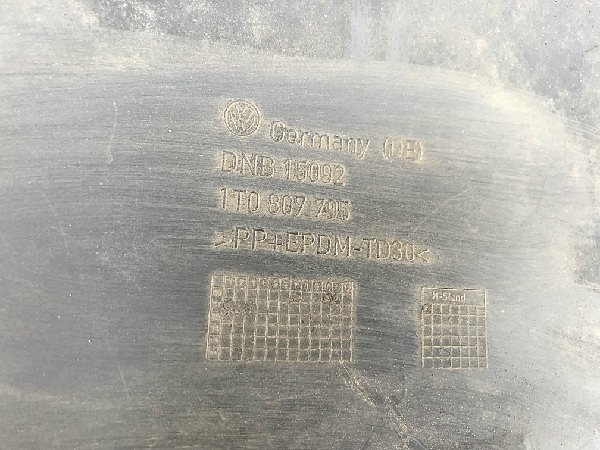 Germany (DE)
DNB 15092
1T0 807 795
>PP+EPDM-TD30<